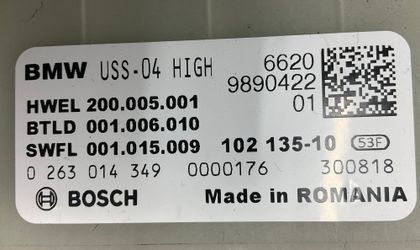 BMW USS-04 HIGH 6620
9890422
HWEL 200.005.001 01
BTLD 001.006.010
SWFL 001.015.009 102 135-10 53F
0 263 014 349 0000176 300818
BOSCH Made in ROMANIA